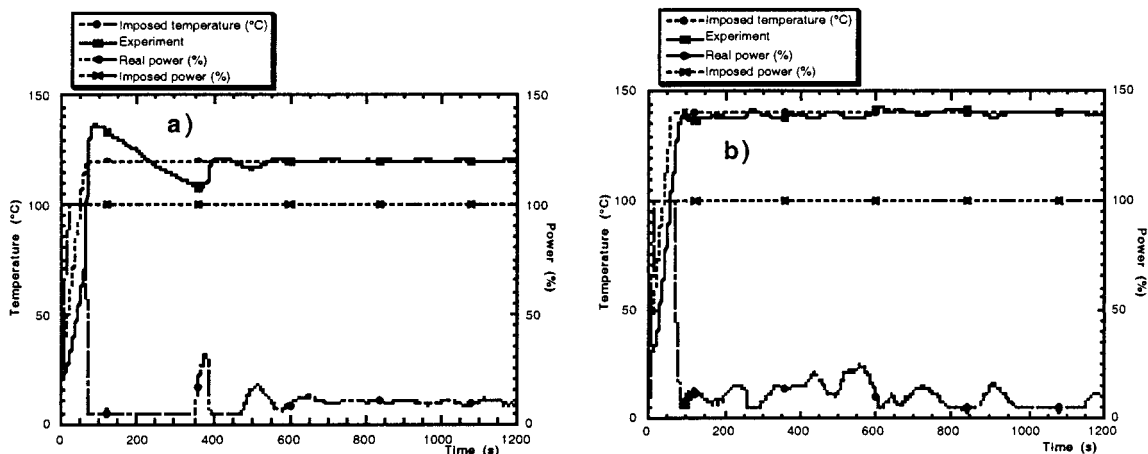 Imposed temperature (°C)
Experiment
Real power (%)
Imposed power (%)
a)
150
100
50
0
Temperature (°C)
150
100
50
0
Power (%)
0 200 400 600 800 1000 1200
Time (s)
Imposed temperature (°C)
Experiment
Real power (%)
Imposed power (%)
b)
150
100
50
0
Temperature (°C)
150
100
50
0
Power (%)
0 200 400 600 800 1000 1200
Time (s)